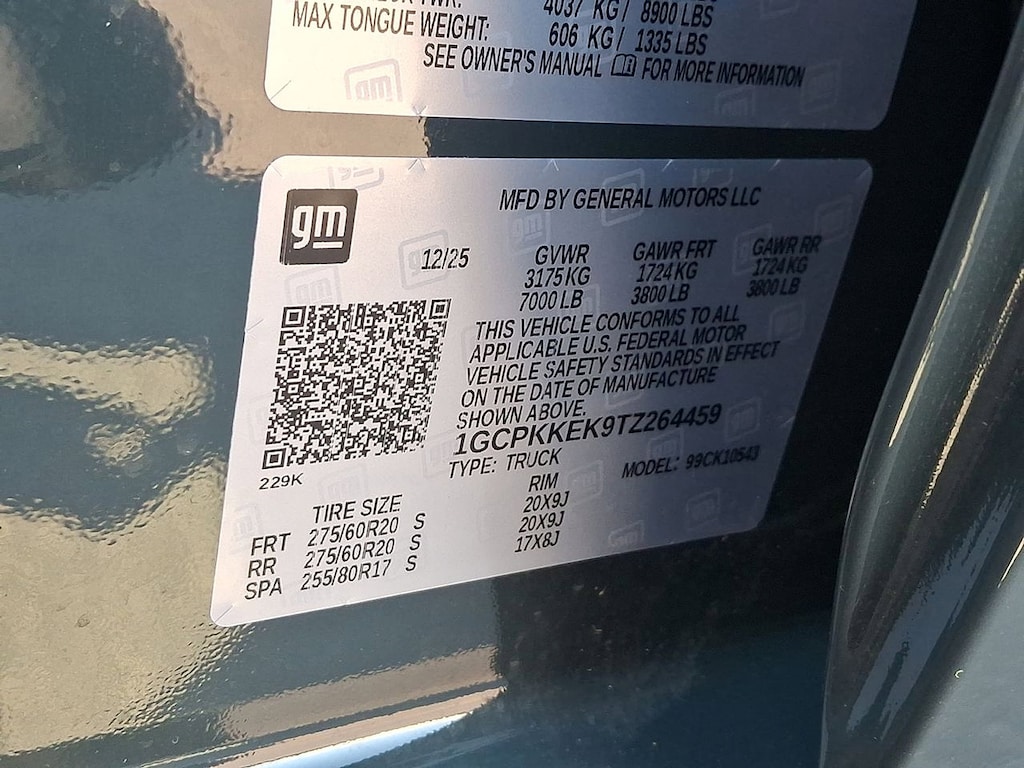 4037 KG/ 8900 LBS
MAX TONGUE WEIGHT: 606 KG/ 1335 LBS
SEE OWNER'S MANUAL FOR MORE INFORMATION
gm
MFD BY GENERAL MOTORS LLC
12/25 GVWR GAWR FRT GAWR RR
3175 KG 1724 KG 1724 KG
7000 LB 3800 LB 3800 LB
THIS VEHICLE CONFORMS TO ALL
APPLICABLE U.S. FEDERAL MOTOR
VEHICLE SAFETY STANDARDS IN EFFECT
ON THE DATE OF MANUFACTURE
SHOWN ABOVE.
1GCPKKEK9TZ264459
TYPE: TRUCK MODEL: 99CK10543
229K
TIRE SIZE RIM
FRT 275/60R20 S 20X9J
RR 275/60R20 S 20X9J
SPA 255/80R17 S 17X8J